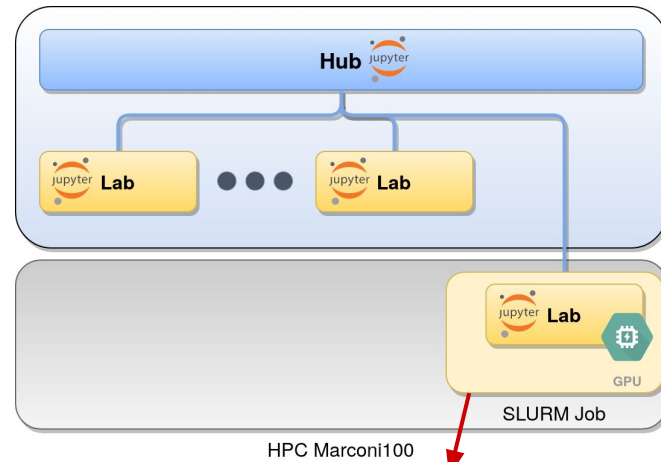 Hub jupyter
jupyter Lab
jupyter Lab
jupyter Lab
GPU
SLURM Job
HPC Marconi100